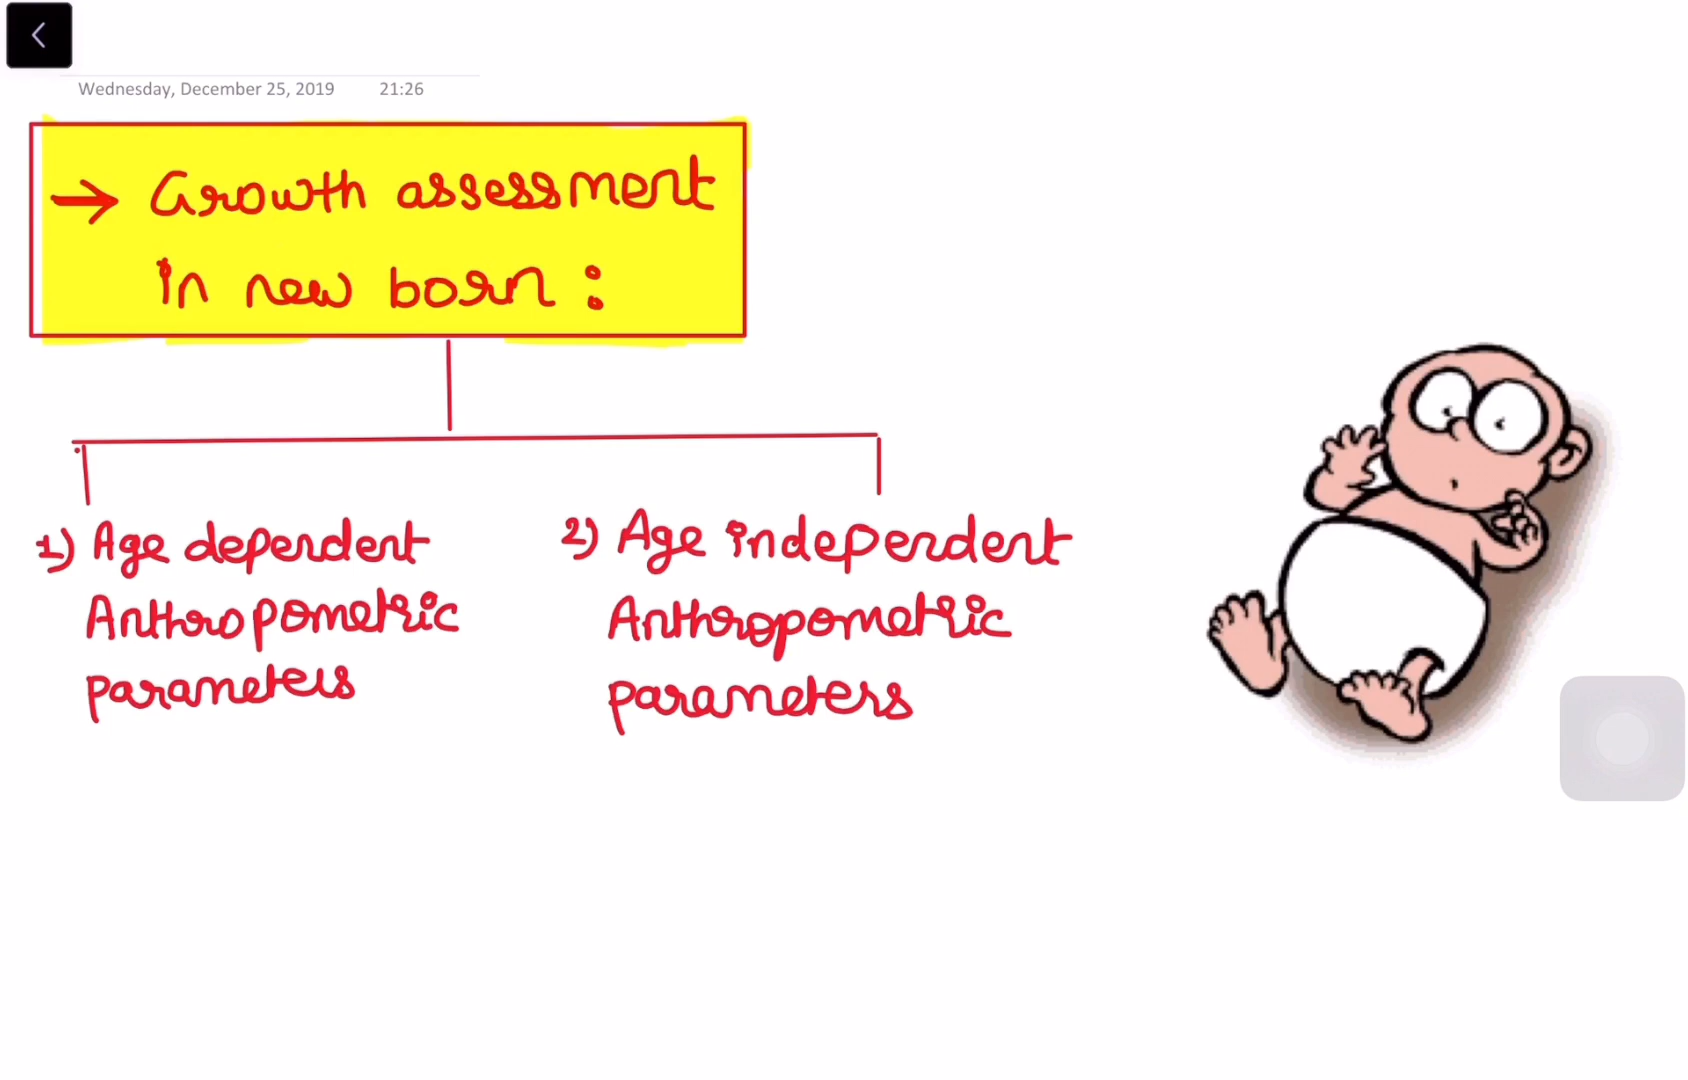 Wednesday, December 25, 2019 21:26
→ Growth assessment
in new born :
1) Age dependent
Anthropometric
parameters
2) Age independent
Anthropometric
parameters